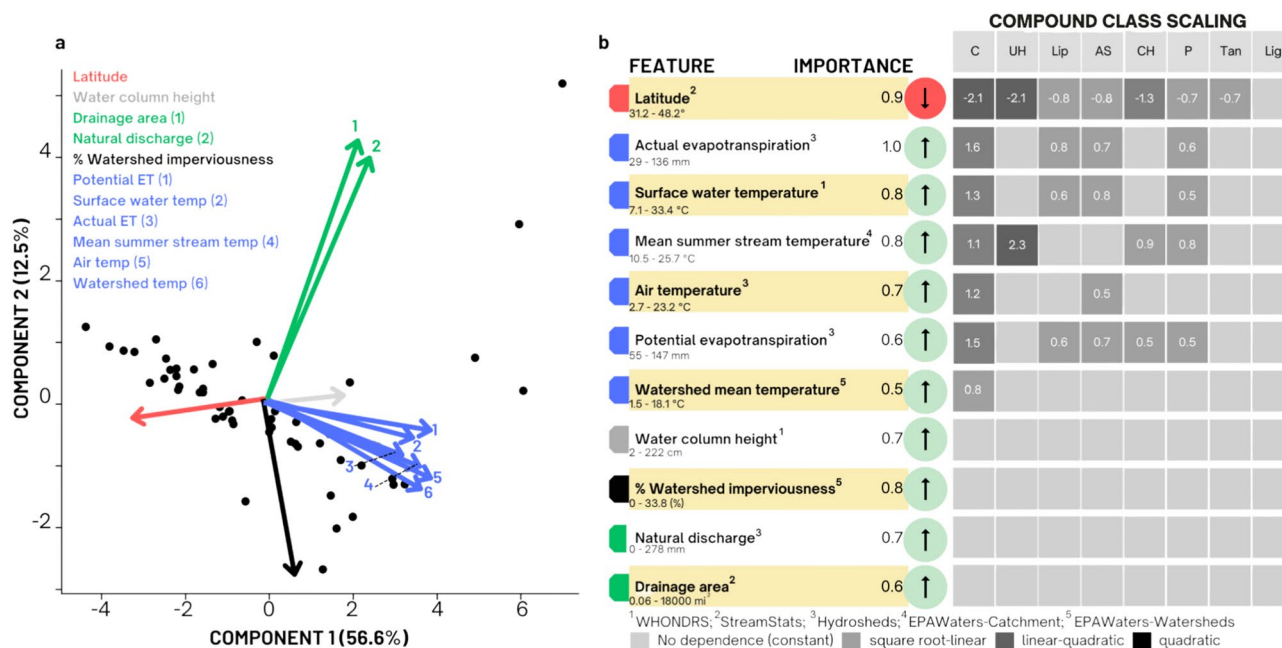 a
Latitude
Water column height
Drainage area (1)
Natural discharge (2)
% Watershed imperviousness
Potential ET (1)
Surface water temp (2)
Actual ET (3)
Mean summer stream temp (4)
Air temp (5)
Watershed temp (6)
COMPONENT 2 (12.5%)
4
2
0
-2
1
2
1
2
3
4
5
6
-4
-2
0
2
4
6
COMPONENT 1 (56.6%)
b
COMPOUND CLASS SCALING
FEATURE IMPORTANCE
C UH Lip AS CH P Tan Lig
Latitude² 0.9 ↓ -2.1 -2.1 -0.8 -0.8 -1.3 -0.7 -0.7
31.2 - 48.2°
Actual evapotranspiration³ 1.0 ↑ 1.6 0.8 0.7 0.6
29 - 136 mm
Surface water temperature¹ 0.8 ↑ 1.3 0.6 0.8 0.5
7.1 - 33.4 °C
Mean summer stream temperature⁴ 0.8 ↑ 1.1 2.3 0.9 0.8
10.5 - 25.7 °C
Air temperature³ 0.7 ↑ 1.2 0.5
2.7 - 23.2 °C
Potential evapotranspiration³ 0.6 ↑ 1.5 0.6 0.7 0.5 0.5
55 - 147 mm
Watershed mean temperature⁵ 0.5 ↑ 0.8
1.5 - 18.1 °C
Water column height¹ 0.7 ↑
2 - 222 cm
% Watershed imperviousness⁵ 0.8 ↑
0 - 33.8 (%)
Natural discharge³ 0.7 ↑
0 - 278 mm
Drainage area² 0.6 ↑
0.06 - 18000 mi²
¹WHONDRS; ²StreamStats; ³Hydrosheds; ⁴EPAWaters-Catchment; ⁵EPAWaters-Watersheds
No dependence (constant) square root-linear linear-quadratic quadratic